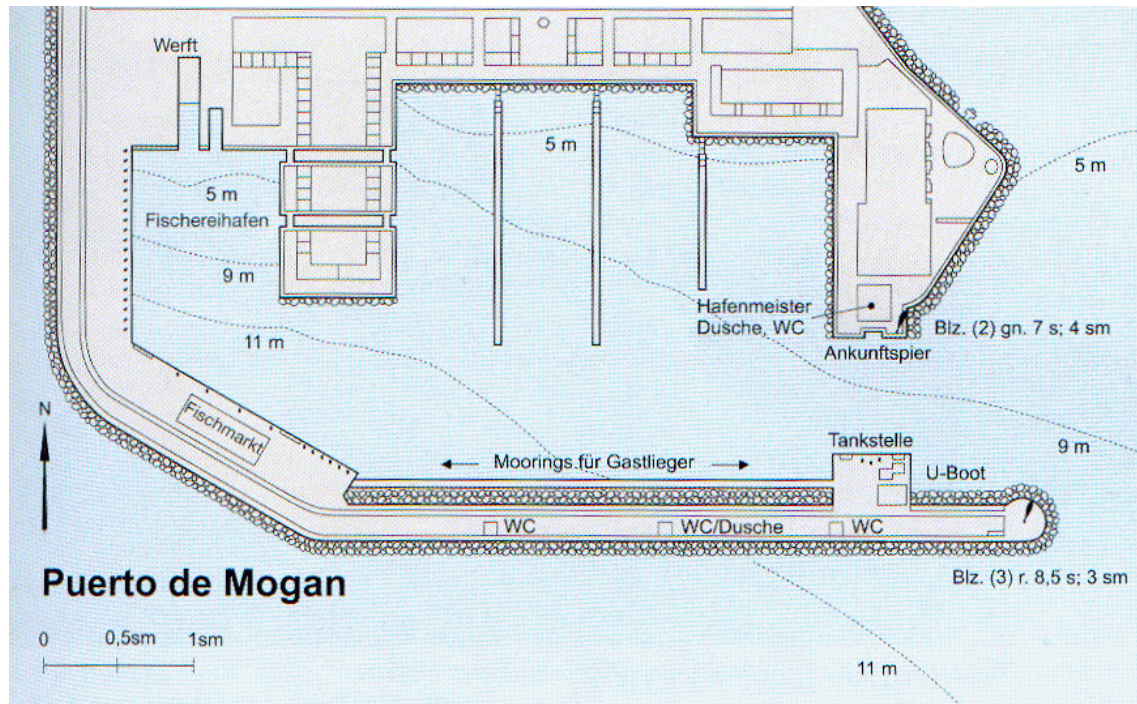 Werft
5 m
5 m
5 m
Fischereihafen
9 m
Hafenmeister
Dusche, WC
Blz. (2) gn. 7 s; 4 sm
11 m
Ankunftspier
N
Fischmarkt
Tankstelle
9 m
Moorings.für Gastlieger
U-Boot
WC
WC/Dusche
WC
Puerto de Mogan
Blz. (3) r. 8,5 s; 3 sm
0 0,5sm 1sm
11 m